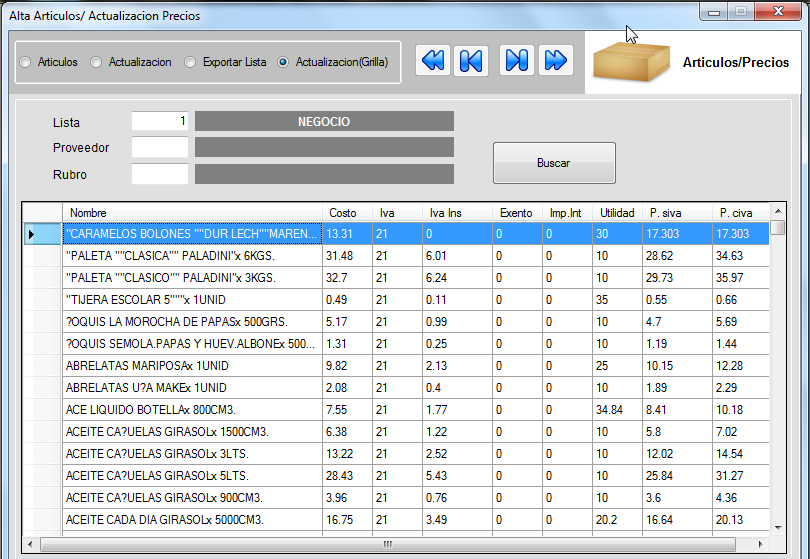 Alta Articulos/ Actualizacion Precios
Articulos Actualizacion Exportar Lista Actualizacion(Grilla)
Articulos/Precios
Lista 1 NEGOCIO
Proveedor
Rubro
Buscar
Nombre Costo Iva Iva Ins Exento Imp.Int Utilidad P. siva P. civa
"CARAMELOS BOLONES ""DUR LECH""MAREN... 13.31 21 0 0 0 30 17.303 17.303
"PALETA ""CLASICA"" PALADINI"x 6KGS. 31.48 21 6.01 0 0 10 28.62 34.63
"PALETA ""CLASICO"" PALADINI"x 3KGS. 32.7 21 6.24 0 0 10 29.73 35.97
"TIJERA ESCOLAR 5"""x 1UNID 0.49 21 0.11 0 0 35 0.55 0.66
?OQUIS LA MOROCHA DE PAPASx 500GRS. 5.17 21 0.99 0 0 10 4.7 5.69
?OQUIS SEMOLA.PAPAS Y HUEV.ALBONEx 500... 1.31 21 0.25 0 0 10 1.19 1.44
ABRELATAS MARIPOSAx 1UNID 9.82 21 2.13 0 0 25 10.15 12.28
ABRELATAS U?A MAKEx 1UNID 2.08 21 0.4 0 0 10 1.89 2.29
ACE LIQUIDO BOTELLAx 800CM3. 7.55 21 1.77 0 0 34.84 8.41 10.18
ACEITE CA?UELAS GIRASOLx 1500CM3. 6.38 21 1.22 0 0 10 5.8 7.02
ACEITE CA?UELAS GIRASOLx 3LTS. 13.22 21 2.52 0 0 10 12.02 14.54
ACEITE CA?UELAS GIRASOLx 5LTS. 28.43 21 5.43 0 0 10 25.84 31.27
ACEITE CA?UELAS GIRASOLx 900CM3. 3.96 21 0.76 0 0 10 3.6 4.36
ACEITE CADA DIA GIRASOLx 5000CM3. 16.75 21 3.49 0 0 20.2 16.64 20.13